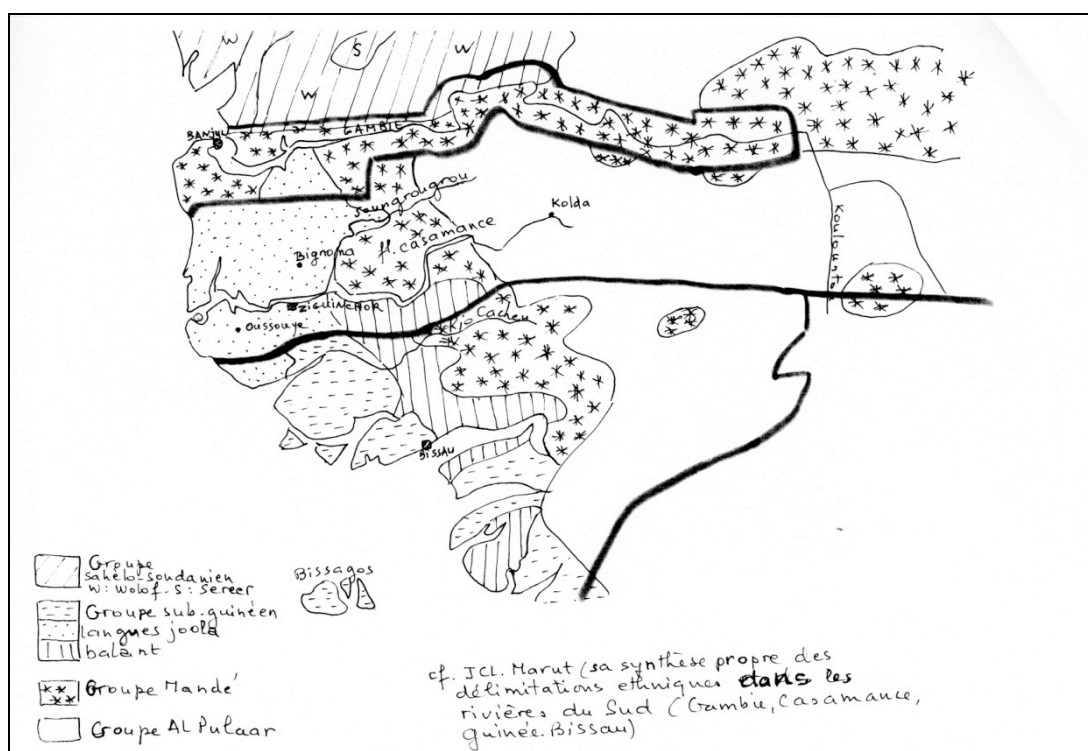 W
S
W
W
BANJUL
GAMBIE
Soungrougrou
Kolda
fl. casamance
Bignona
Koulountou
ZIGUINCHOR
Oussouye
Rio Cacheu
BISSAU
Bissagos
Groupe
sahélo-soudanien
W: Wolof. S: Sereer
Groupe sub.guinéen
langues joola
balant
Groupe Mandé
Groupe AL Pulaar
cf. JCL. Marut (sa synthèse propre des
délimitations ethniques dans les
rivières du Sud (Gambie, Casamance,
guinée.Bissau)